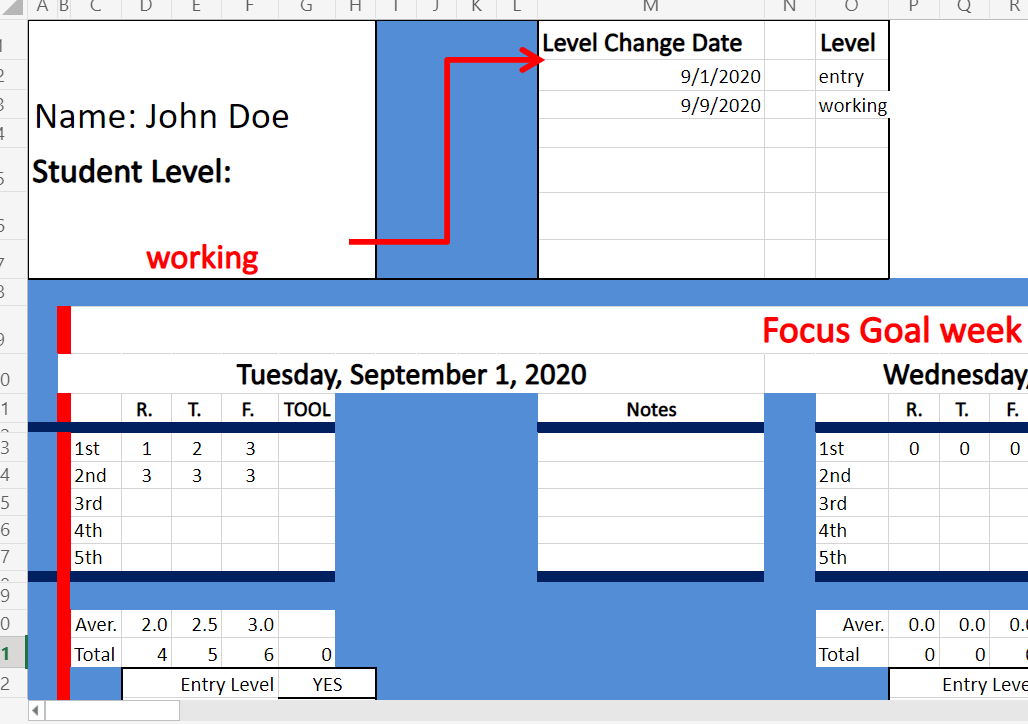 A B C D E F G H I J K L M N O P Q R
1 Level Change Date Level
2 9/1/2020 entry
3 Name: John Doe 9/9/2020 working
4
5 Student Level:
6
7 working
8
9 Focus Goal week
0 Tuesday, September 1, 2020 Wednesday,
1 R. T. F. TOOL Notes R. T. F.
3 1st 1 2 3 1st 0 0 0
4 2nd 3 3 3 2nd
5 3rd 3rd
6 4th 4th
7 5th 5th
9
0 Aver. 2.0 2.5 3.0 Aver. 0.0 0.0 0.0
1 Total 4 5 6 0 Total 0 0
2 Entry Level YES Entry Leve